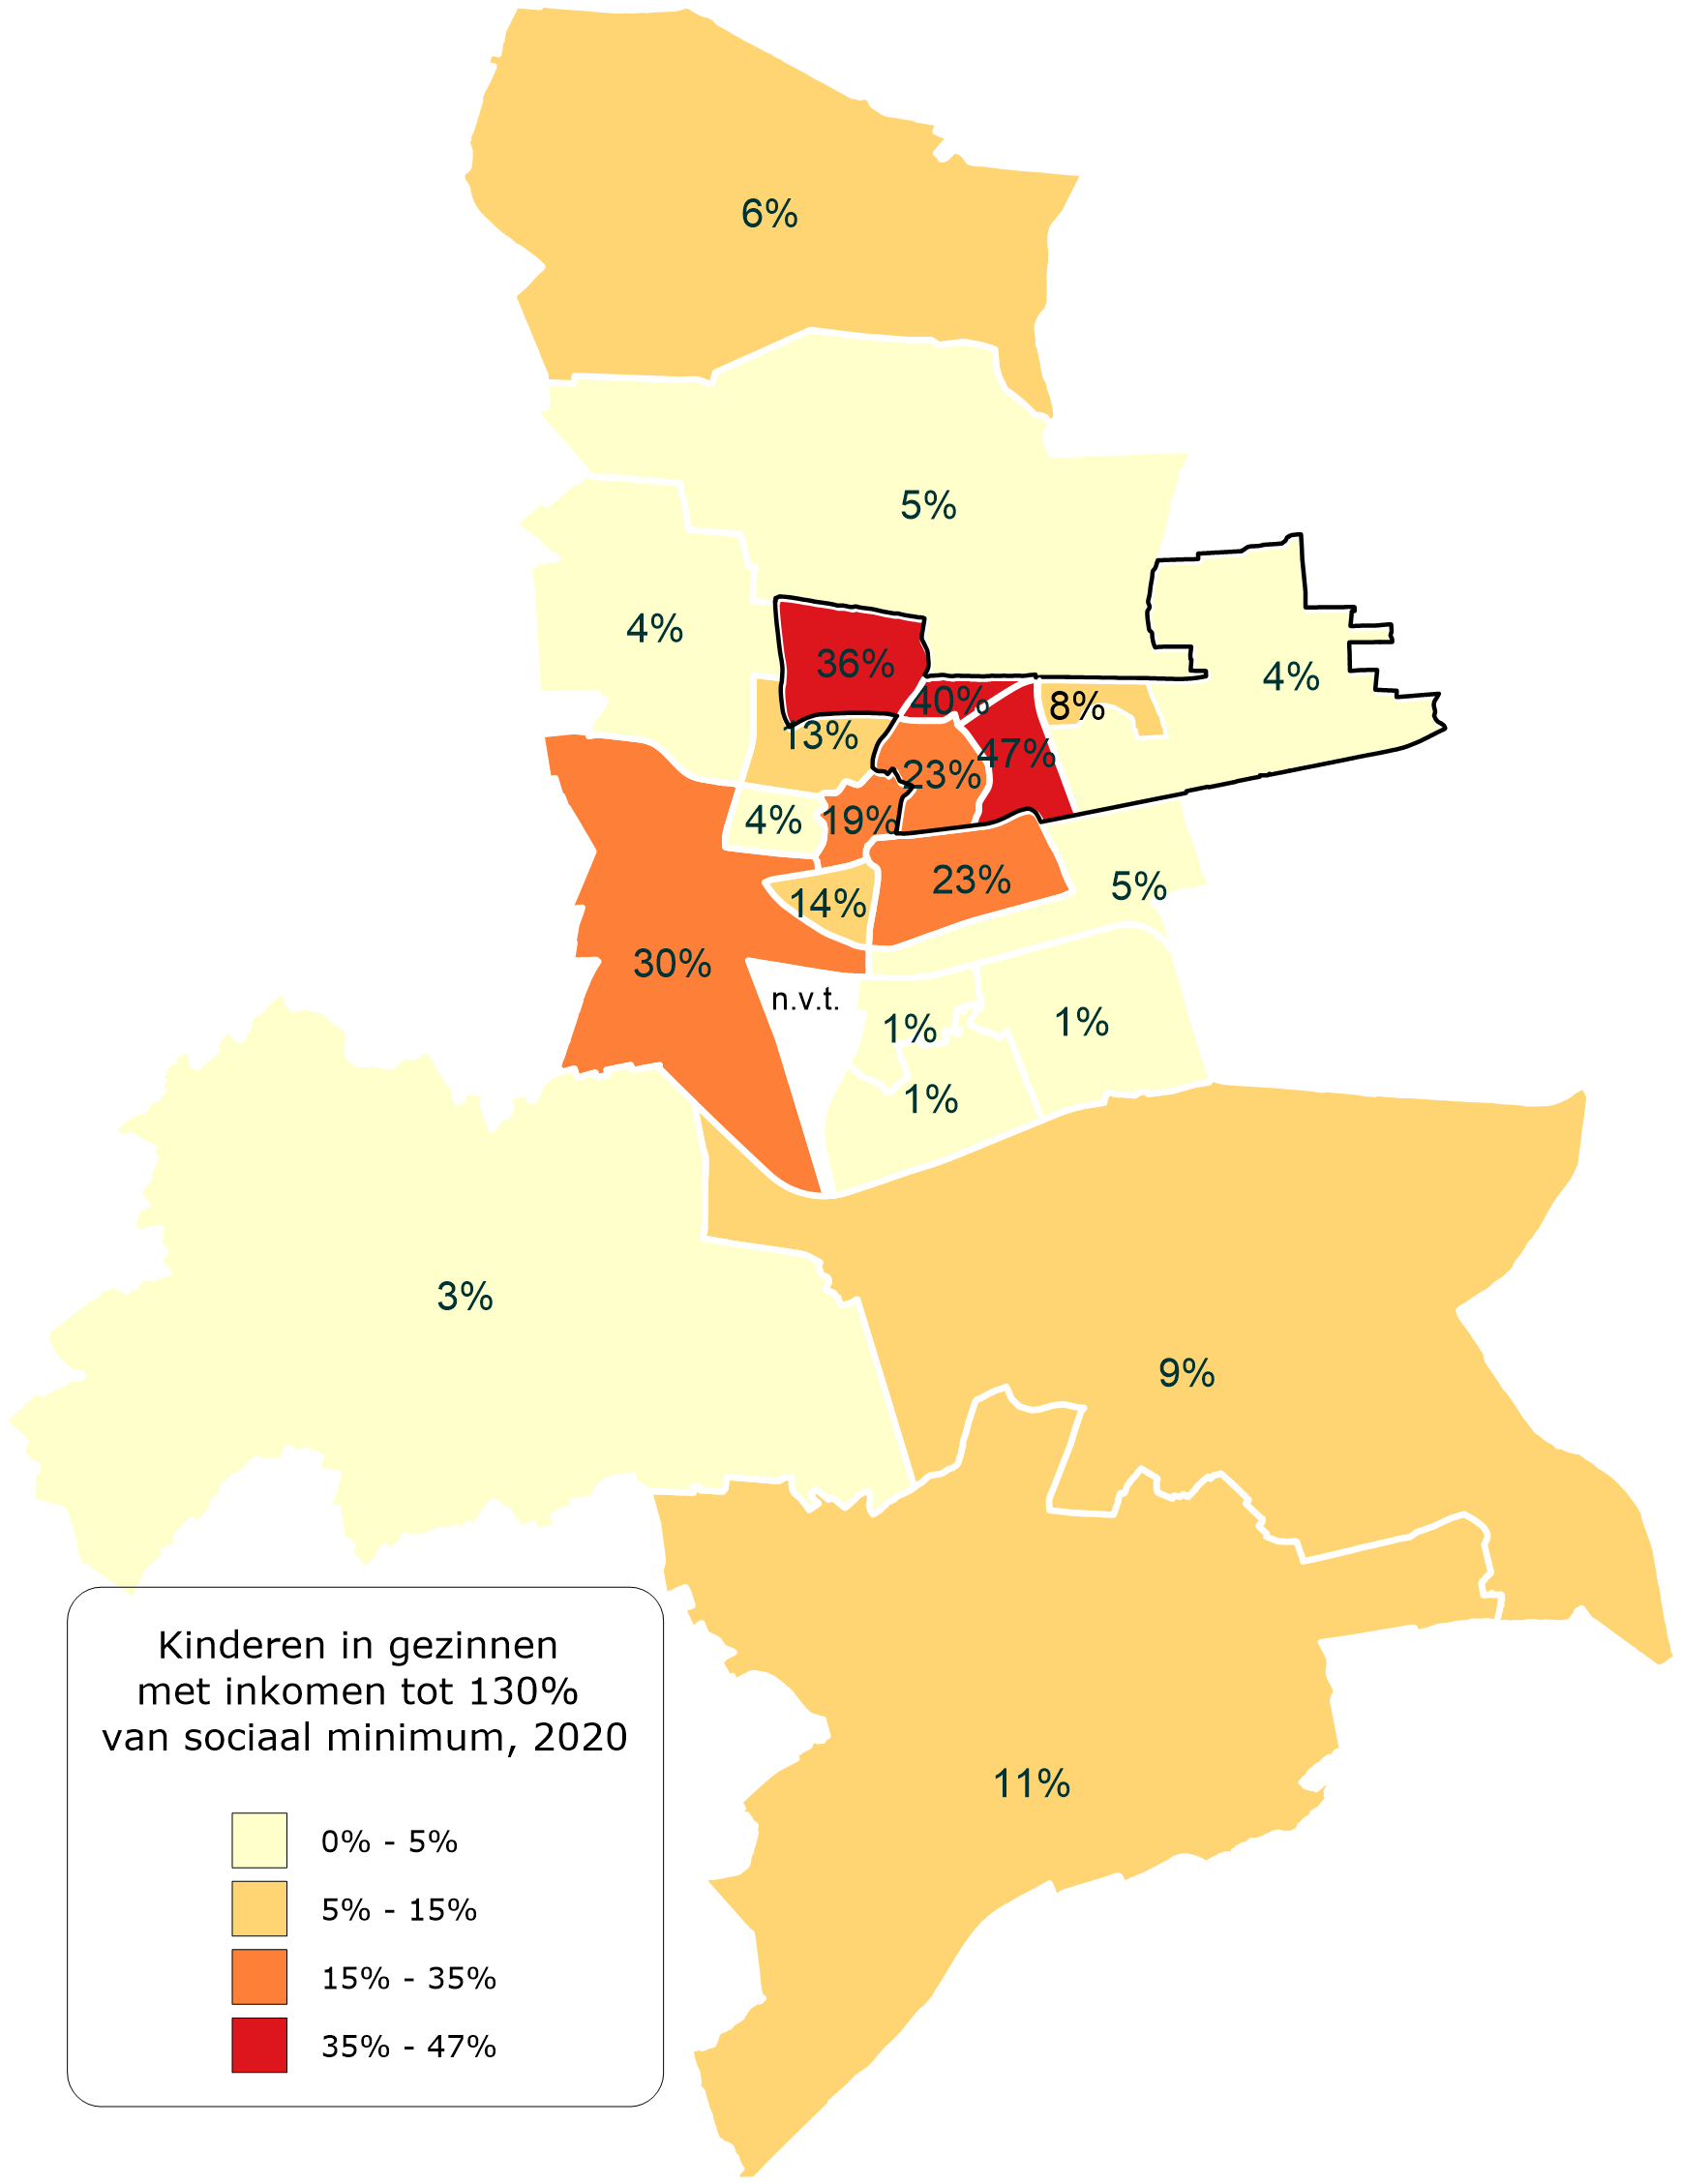 6%
5%
4%
36%
4%
40%
8%
13%
47%
23%
4%
19%
23%
5%
14%
30%
n.v.t.
1%
1%
1%
3%
9%
11%
Kinderen in gezinnen
met inkomen tot 130%
van sociaal minimum, 2020
0% - 5%
5% - 15%
15% - 35%
35% - 47%